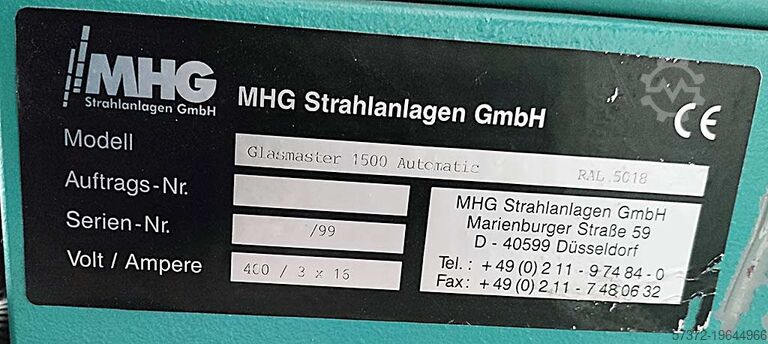 MHG
Strahlanlagen GmbH
MHG Strahlanlagen GmbH
CE
Modell
Glasmaster 1500 Automatic RAL 5018
Auftrags-Nr.
Serien-Nr.
/99
Volt / Ampere
400 / 3 x 16
MHG Strahlanlagen GmbH
Marienburger Straße 59
D - 40599 Düsseldorf
Tel.: +49 (0) 2 11 - 9 74 84 - 0
Fax: +49 (0) 2 11 - 7 48 06 32
57372-19644966